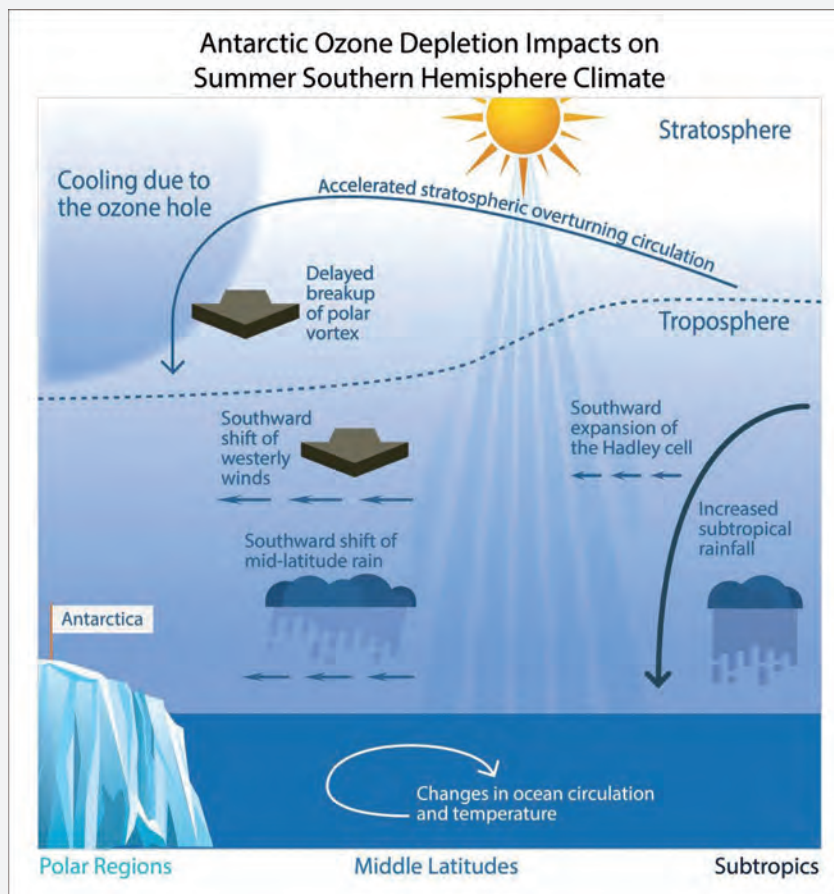 Antarctic Ozone Depletion Impacts on
Summer Southern Hemisphere Climate
Stratosphere
Cooling due to
the ozone hole
Accelerated stratospheric overturning circulation
Delayed
breakup
of polar
vortex
Troposphere
Southward
shift of
westerly
winds
Southward
expansion of
the Hadley cell
Increased
subtropical
rainfall
Southward shift of
mid-latitude rain
Antarctica
Changes in ocean circulation
and temperature
Polar Regions
Middle Latitudes
Subtropics